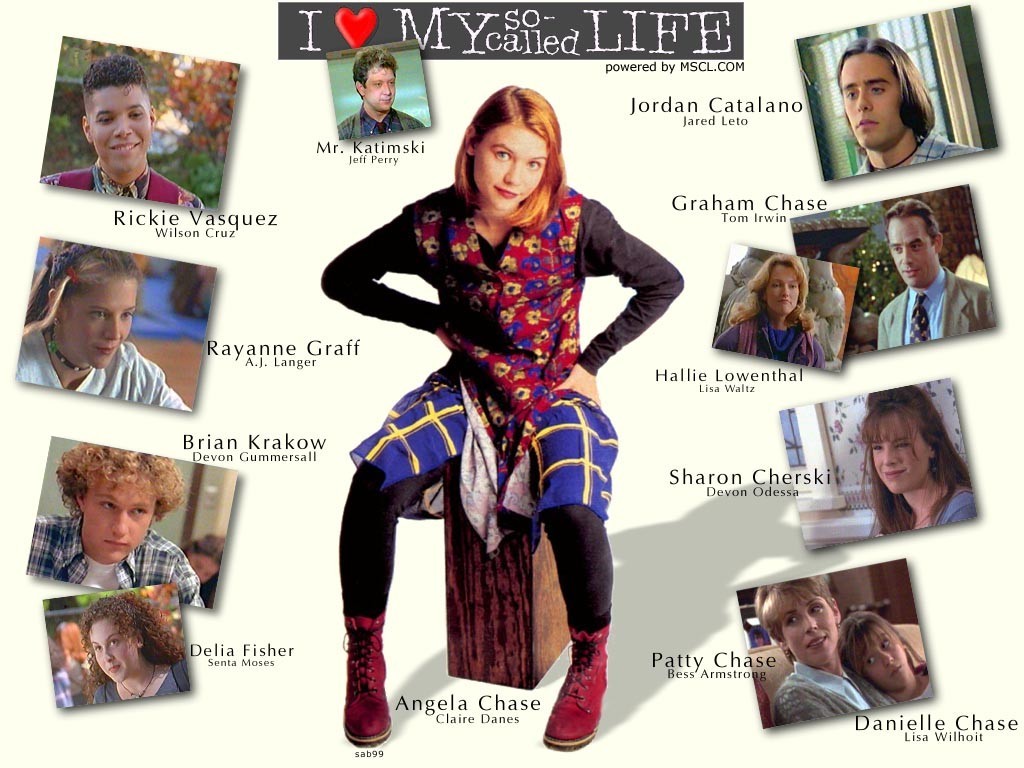 I ❤ MY so-called LIFE
powered by MSCL.COM
Mr. Katimski
Jeff Perry
Jordan Catalano
Jared Leto
Rickie Vasquez
Wilson Cruz
Graham Chase
Tom Irwin
Rayanne Graff
A.J. Langer
Hallie Lowenthal
Lisa Waltz
Brian Krakow
Devon Gummersall
Sharon Cherski
Devon Odessa
Delia Fisher
Senta Moses
Patty Chase
Bess Armstrong
Angela Chase
Claire Danes
Danielle Chase
Lisa Wilhoit
sab99